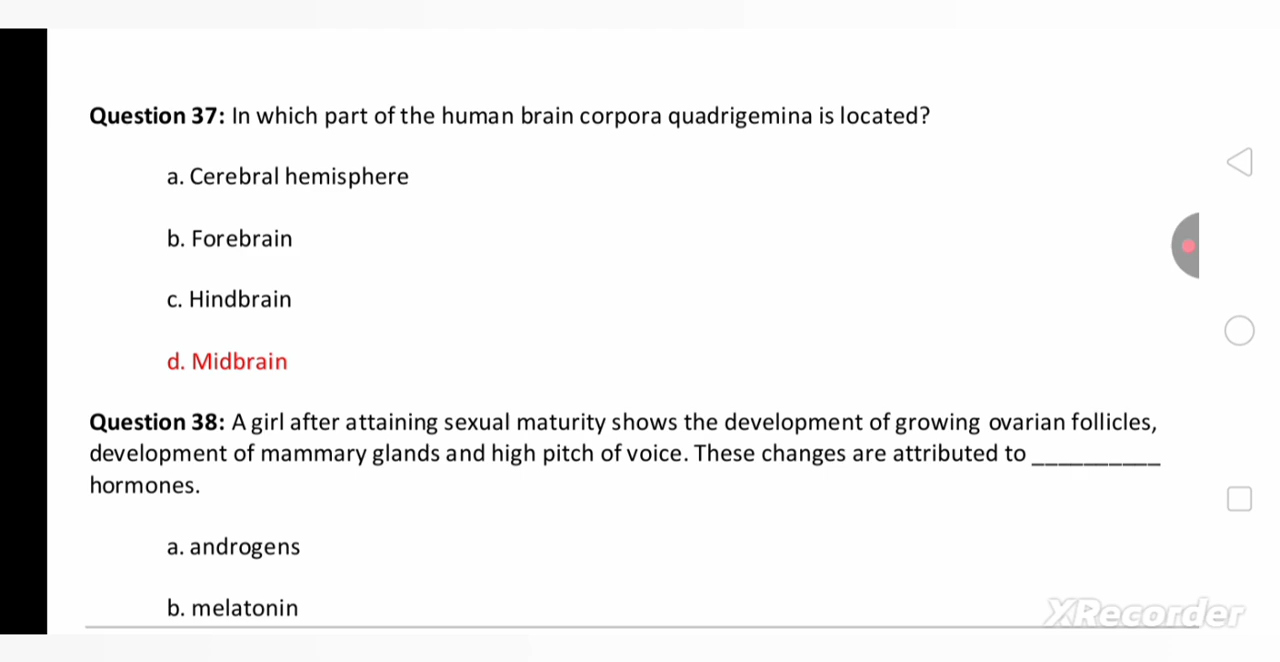 Question 37: In which part of the human brain corpora quadrigemina is located?
a. Cerebral hemisphere
b. Forebrain
c. Hindbrain
d. Midbrain
Question 38: A girl after attaining sexual maturity shows the development of growing ovarian follicles,
development of mammary glands and high pitch of voice. These changes are attributed to __________
hormones.
a. androgens
b. melatonin
XRecorder